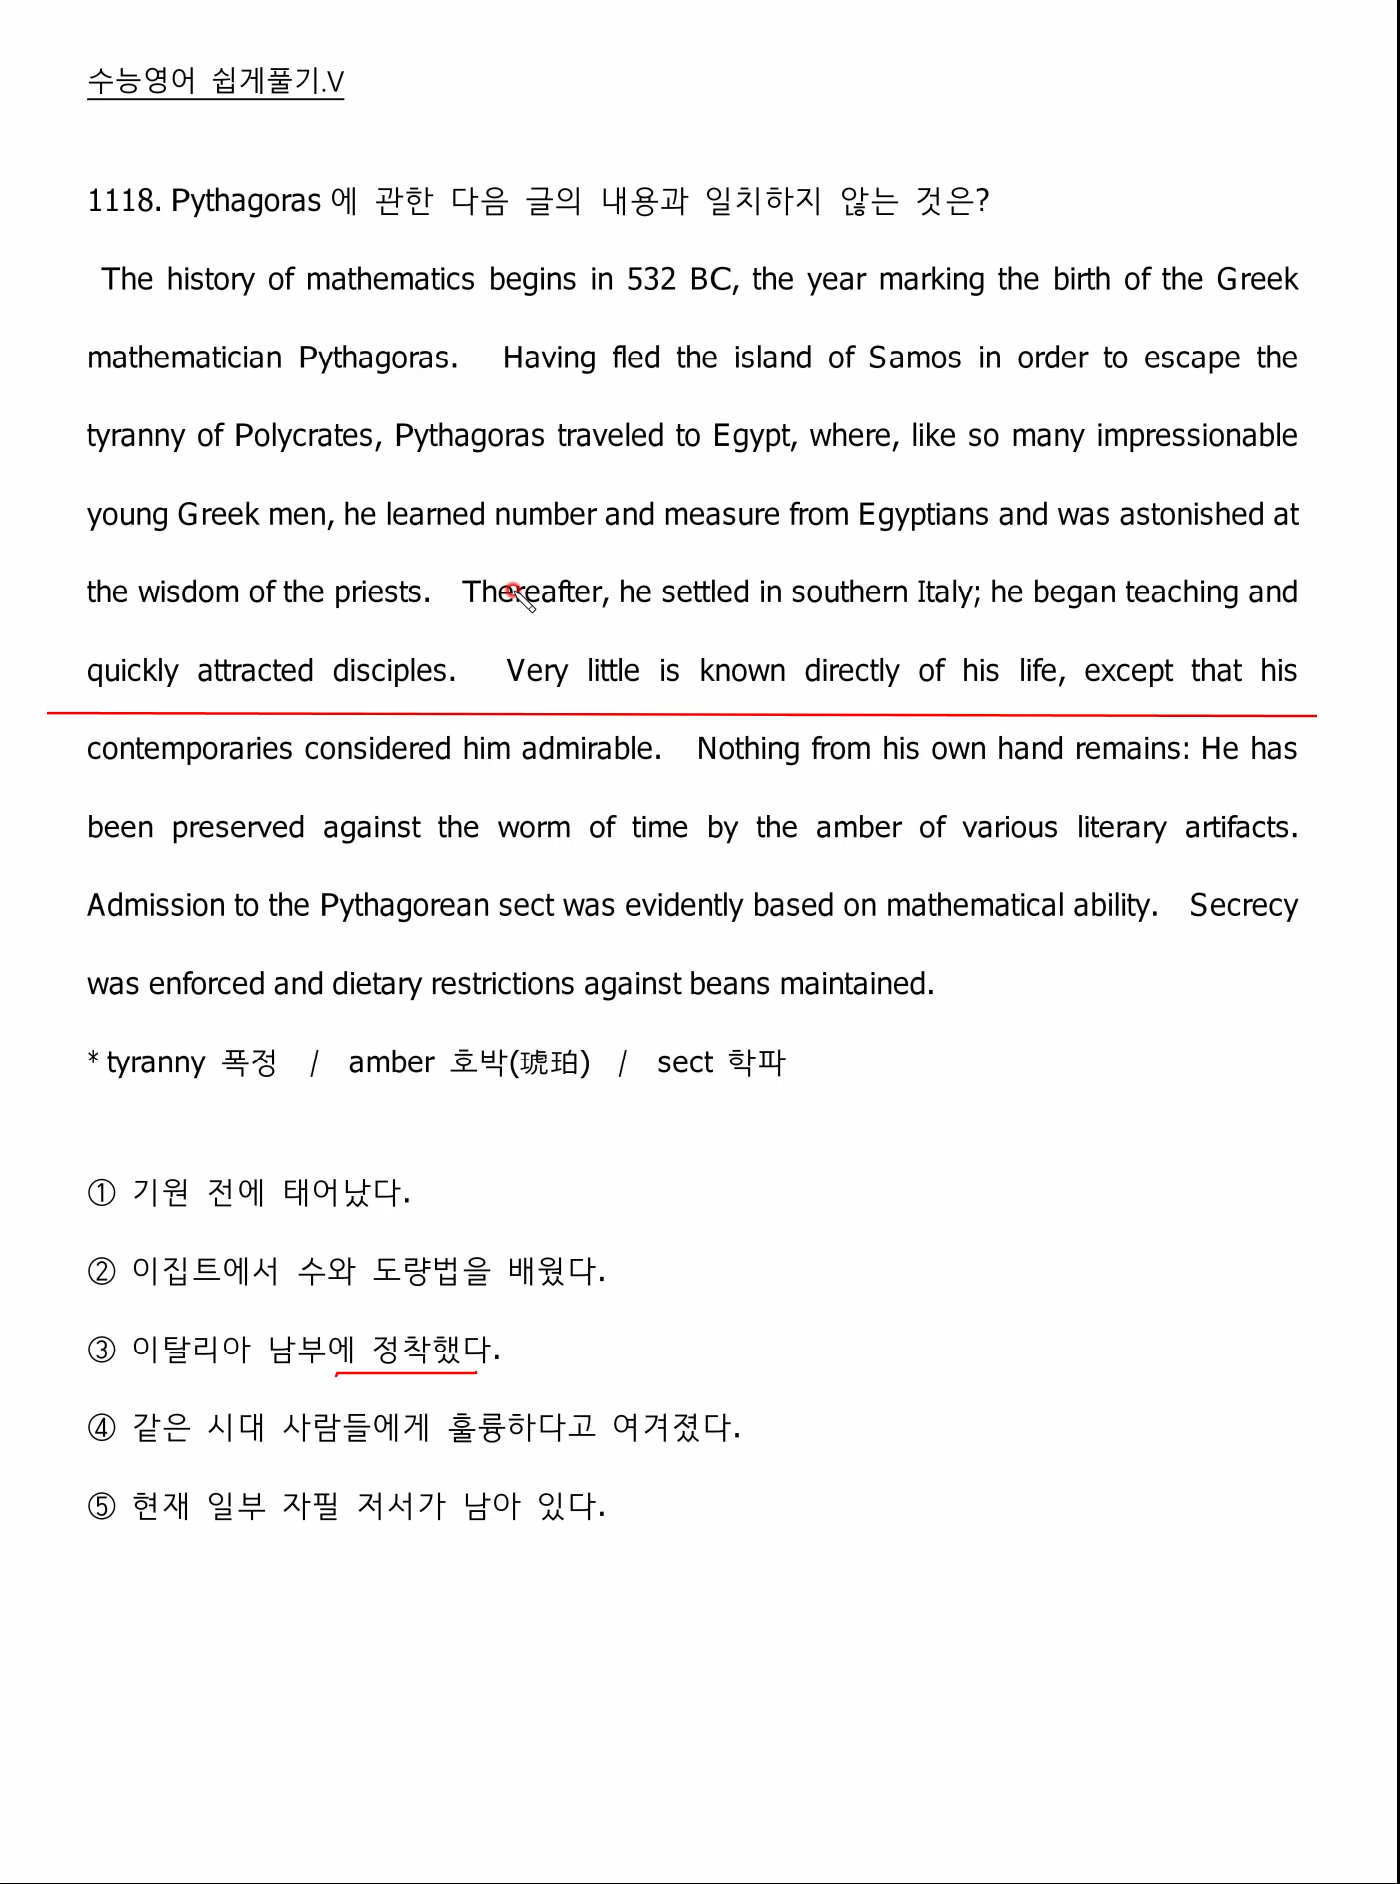 수능영어 쉽게풀기.V
1118. Pythagoras 에 관한 다음 글의 내용과 일치하지 않는 것은?
The history of mathematics begins in 532 BC, the year marking the birth of the Greek
mathematician Pythagoras. Having fled the island of Samos in order to escape the
tyranny of Polycrates, Pythagoras traveled to Egypt, where, like so many impressionable
young Greek men, he learned number and measure from Egyptians and was astonished at
the wisdom of the priests. Thereafter, he settled in southern Italy; he began teaching and
quickly attracted disciples. Very little is known directly of his life, except that his
contemporaries considered him admirable. Nothing from his own hand remains: He has
been preserved against the worm of time by the amber of various literary artifacts.
Admission to the Pythagorean sect was evidently based on mathematical ability. Secrecy
was enforced and dietary restrictions against beans maintained.
* tyranny 폭정 / amber 호박(琥珀) / sect 학파
① 기원 전에 태어났다.
② 이집트에서 수와 도량법을 배웠다.
③ 이탈리아 남부에 정착했다.
④ 같은 시대 사람들에게 훌륭하다고 여겨졌다.
⑤ 현재 일부 자필 저서가 남아 있다.